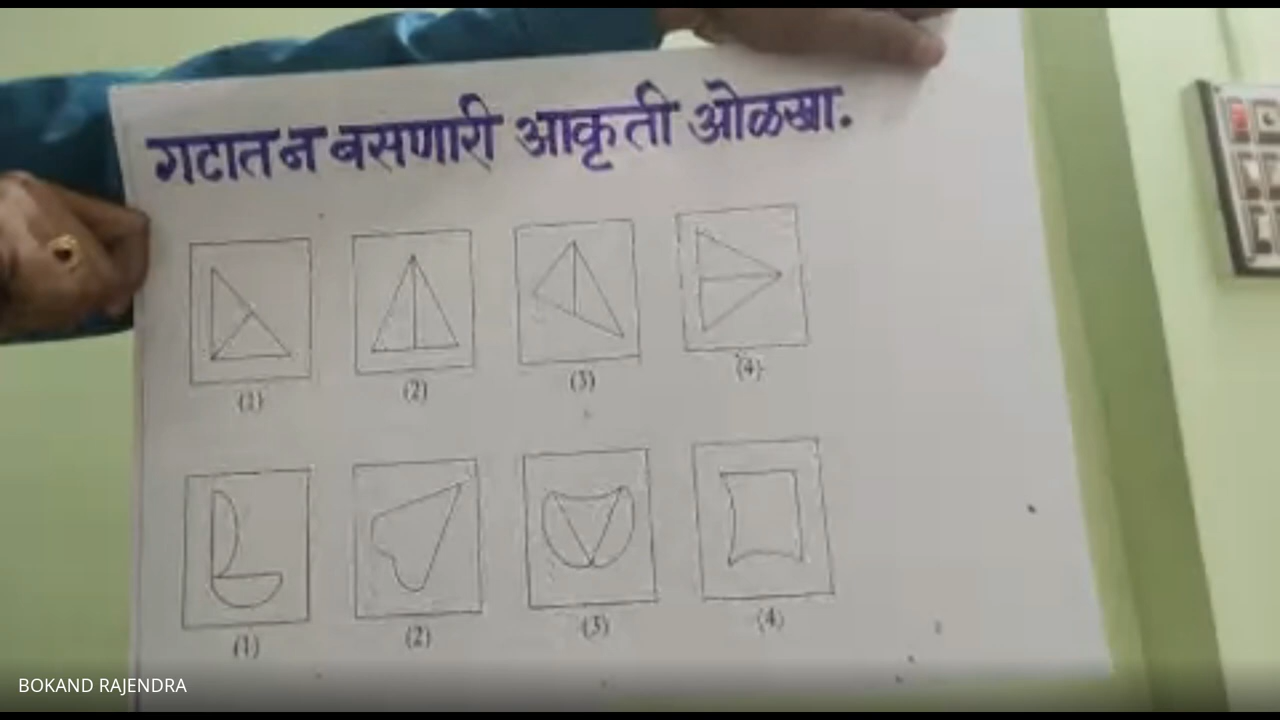 गटात न बसणारी आकृती ओळखा.
(1) (2) (3) (4)
(1) (2) (3) (4)
BOKAND RAJENDRA